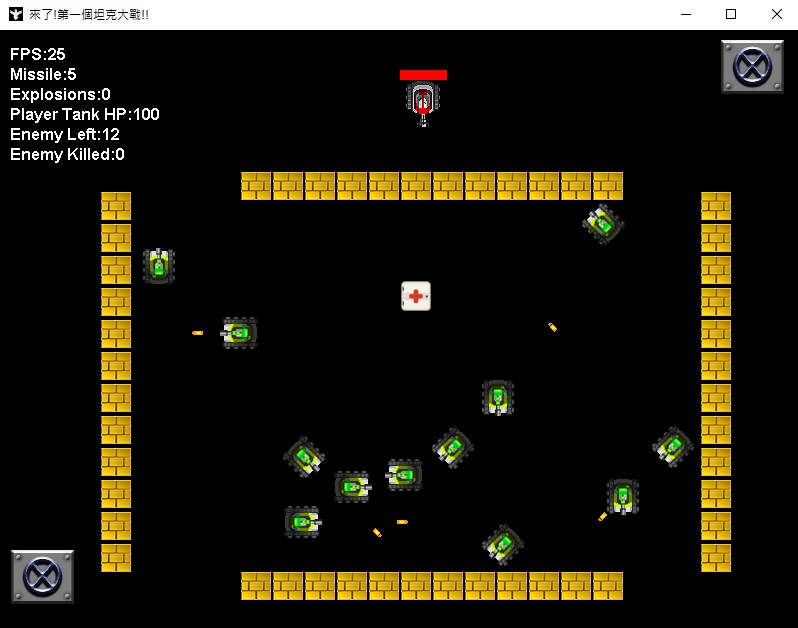 來了!第一個坦克大戰!!
FPS:25
Missile:5
Explosions:0
Player Tank HP:100
Enemy Left:12
Enemy Killed:0